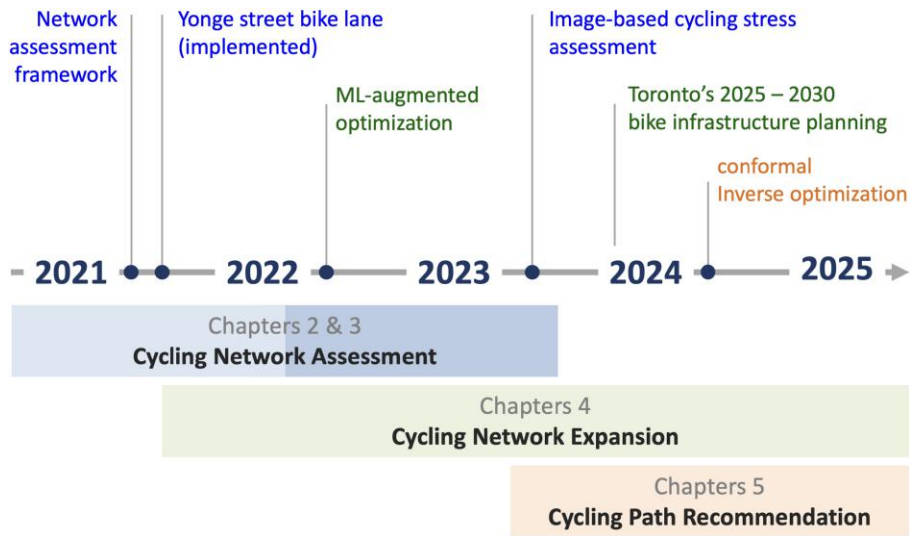 Network
assessment
framework
Yonge street bike lane
(implemented)
ML-augmented
optimization
Image-based cycling stress
assessment
Toronto's 2025 – 2030
bike infrastructure planning
conformal
Inverse optimization
2021
2022
2023
2024
2025
Chapters 2 & 3
Cycling Network Assessment
Chapters 4
Cycling Network Expansion
Chapters 5
Cycling Path Recommendation